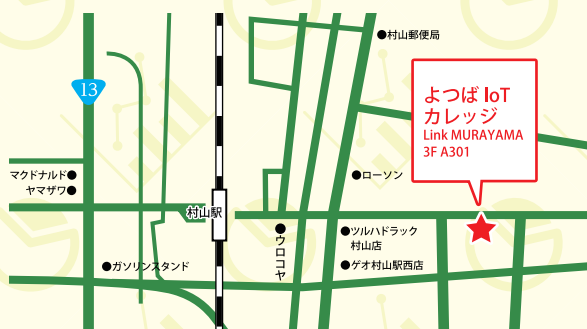 村山郵便局
13
よつば IoT
カレッジ
Link MURAYAMA
3F A301
マクドナルド
ヤマザワ
ローソン
村山駅
ウロコヤ
ツルハドラック
村山店
ガソリンスタンド
ゲオ村山駅西店